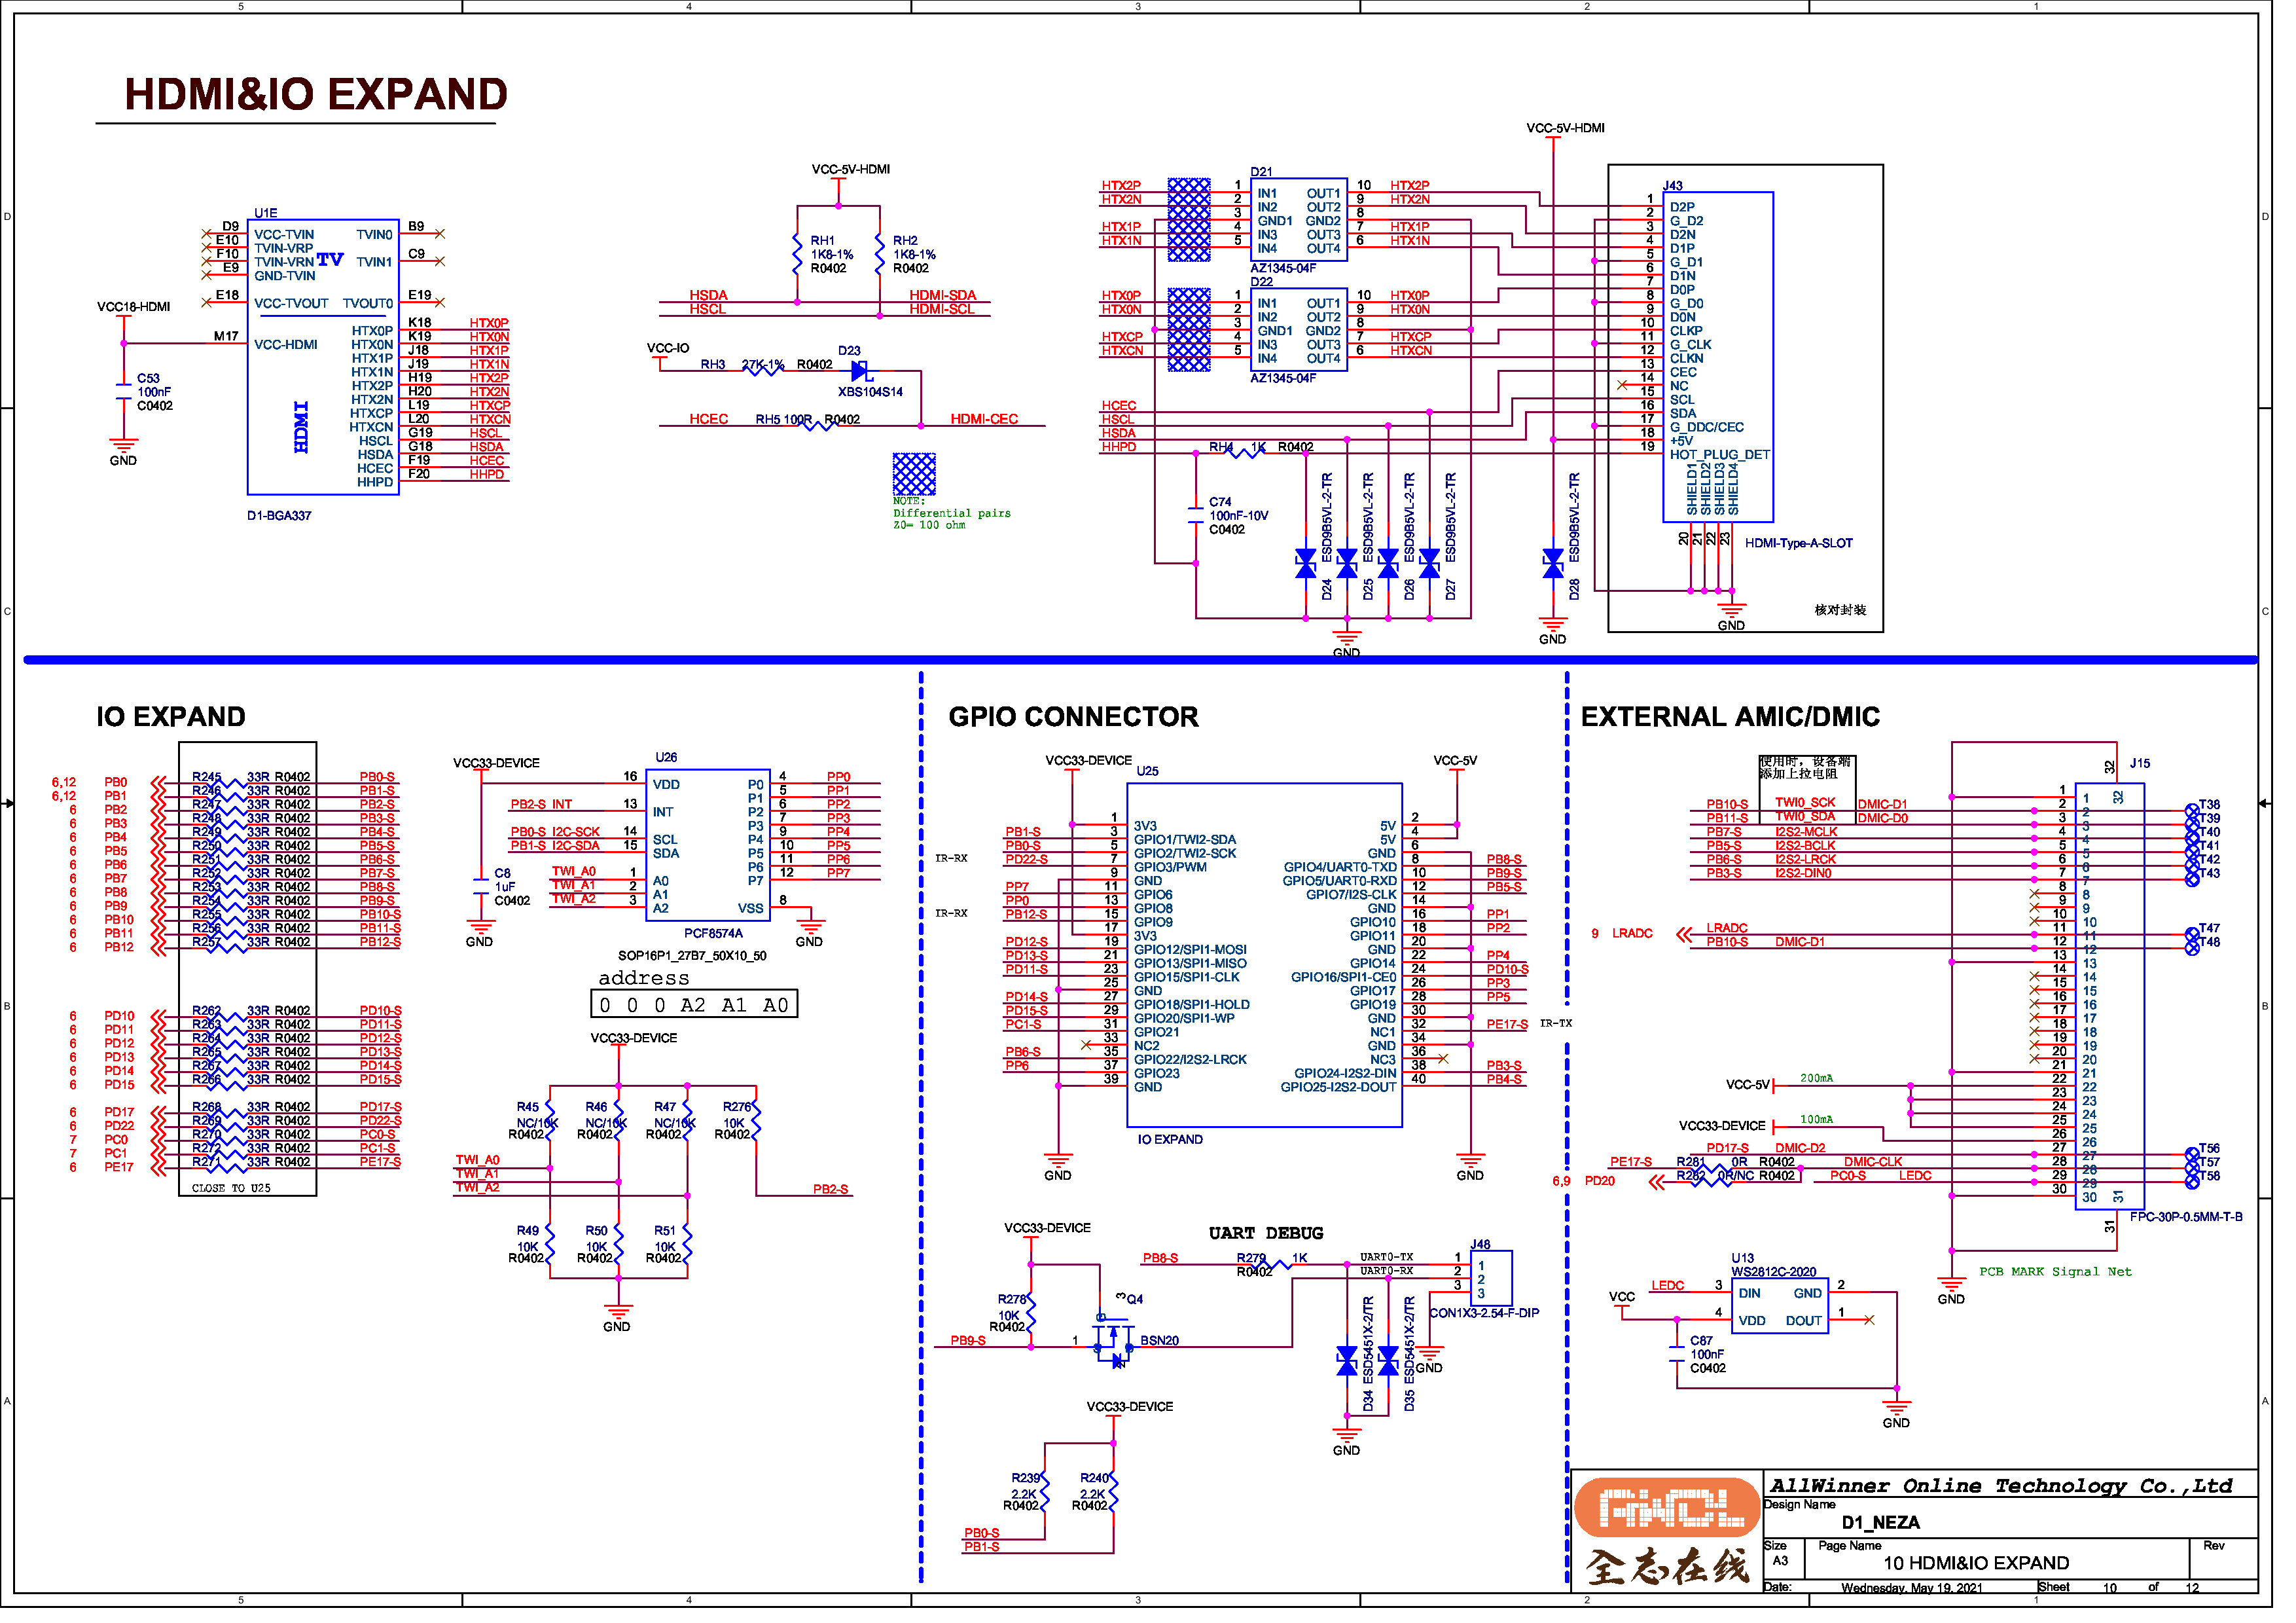 HDMI&IO EXPAND
U1E
D9 VCC-TVIN TVIN0 B9
E10 TVIN-VRP
F10 TVIN-VRN TV TVIN1 C9
E9 GND-TVIN
E18 VCC-TVOUT TVOUT0 E19
VCC18-HDMI
M17 VCC-HDMI
HDMI
HTX0P K18 HTX0P
HTX0N K19 HTX0N
HTX1P J18 HTX1P
HTX1N J19 HTX1N
HTX2P H19 HTX2P
HTX2N H20 HTX2N
HTXCP L19 HTXCP
HTXCN L20 HTXCN
HSCL G19 HSCL
HSDA G18 HSDA
HCEC F19 HCEC
HHPD F20 HHPD
C53
100nF
C0402
GND
D1-BGA337
VCC-5V-HDMI
RH1 RH2
1K8-1% 1K8-1%
R0402 R0402
HSDA HDMI-SDA
HSCL HDMI-SCL
VCC-IO
RH3 27K-1% R0402 D23
XBS104S14
HCEC RH5 100R R0402 HDMI-CEC
NOTE:
Differential pairs
Z0= 100 ohm
D21
HTX2P 1 IN1 OUT1 10 HTX2P
HTX2N 2 IN2 OUT2 9 HTX2N
3 GND1 GND2 8
HTX1P 4 IN3 OUT3 7 HTX1P
HTX1N 5 IN4 OUT4 6 HTX1N
AZ1345-04F
D22
HTX0P 1 IN1 OUT1 10 HTX0P
HTX0N 2 IN2 OUT2 9 HTX0N
3 GND1 GND2 8
HTXCP 4 IN3 OUT3 7 HTXCP
HTXCN 5 IN4 OUT4 6 HTXCN
AZ1345-04F
HCEC
HSCL
HSDA
HHPD RH4 1K R0402
C74
100nF-10V
C0402
D24 ESD9B5VL-2-TR
D25 ESD9B5VL-2-TR
D26 ESD9B5VL-2-TR
D27 ESD9B5VL-2-TR
GND
VCC-5V-HDMI
D28 ESD9B5VL-2-TR
GND
J43
1 D2P
2 G_D2
3 D2N
4 D1P
5 G_D1
6 D1N
7 D0P
8 G_D0
9 D0N
10 CLKP
11 G_CLK
12 CLKN
13 CEC
14 NC
15 SCL
16 SDA
17 G_DDC/CEC
18 +5V
19 HOT_PLUG_DET
20 SHIELD1
21 SHIELD2
22 SHIELD3
23 SHIELD4
HDMI-Type-A-SLOT
核对封装
GND
IO EXPAND
6,12 PB0 R245 33R R0402 PB0-S
6,12 PB1 R246 33R R0402 PB1-S
6 PB2 R247 33R R0402 PB2-S
6 PB3 R248 33R R0402 PB3-S
6 PB4 R249 33R R0402 PB4-S
6 PB5 R250 33R R0402 PB5-S
6 PB6 R251 33R R0402 PB6-S
6 PB7 R252 33R R0402 PB7-S
6 PB8 R253 33R R0402 PB8-S
6 PB9 R254 33R R0402 PB9-S
6 PB10 R255 33R R0402 PB10-S
6 PB11 R256 33R R0402 PB11-S
6 PB12 R257 33R R0402 PB12-S
6 PD10 R262 33R R0402 PD10-S
6 PD11 R263 33R R0402 PD11-S
6 PD12 R264 33R R0402 PD12-S
6 PD13 R265 33R R0402 PD13-S
6 PD14 R267 33R R0402 PD14-S
6 PD15 R266 33R R0402 PD15-S
6 PD17 R268 33R R0402 PD17-S
6 PD22 R269 33R R0402 PD22-S
7 PC0 R270 33R R0402 PC0-S
7 PC1 R272 33R R0402 PC1-S
6 PE17 R271 33R R0402 PE17-S
CLOSE TO U25
VCC33-DEVICE
U26
16 VDD P0 4 PP0
P1 5 PP1
PB2-S INT 13 INT P2 6 PP2
P3 7 PP3
PB0-S I2C-SCK 14 SCL P4 9 PP4
PB1-S I2C-SDA 15 SDA P5 10 PP5
P6 11 PP6
TWI_A0 1 A0 P7 12 PP7
TWI_A1 2 A1
TWI_A2 3 A2 VSS 8
C8
1uF
C0402
GND
PCF8574A
GND
SOP16P1_27B7_50X10_50
address
0 0 0 A2 A1 A0
VCC33-DEVICE
R45 R46 R47 R276
NC/10K NC/10K NC/10K 10K
R0402 R0402 R0402 R0402
TWI_A0
TWI_A1
TWI_A2
PB2-S
R49 R50 R51
10K 10K 10K
R0402 R0402 R0402
GND
GPIO CONNECTOR
VCC33-DEVICE
VCC-5V
U25
1 3V3 5V 2
PB1-S 3 GPIO1/TWI2-SDA 5V 4
PB0-S 5 GPIO2/TWI2-SCK GND 6
IR-RX PD22-S 7 GPIO3/PWM GPIO4/UART0-TXD 8 PB8-S
9 GND GPIO5/UART0-RXD 10 PB9-S
PP7 11 GPIO6 GPIO7/I2S-CLK 12 PB5-S
PP0 13 GPIO8 GND 14
IR-RX PB12-S 15 GPIO9 GPIO10 16 PP1
17 3V3 GPIO11 18 PP2
PD12-S 19 GPIO12/SPI1-MOSI GND 20
PD13-S 21 GPIO13/SPI1-MISO GPIO14 22 PP4
PD11-S 23 GPIO15/SPI1-CLK GPIO16/SPI1-CE0 24 PD10-S
25 GND GPIO17 26 PP3
PD14-S 27 GPIO18/SPI1-HOLD GPIO19 28 PP5
PD15-S 29 GPIO20/SPI1-WP GND 30
PC1-S 31 GPIO21 NC1 32 PE17-S IR-TX
33 NC2 GND 34
PB6-S 35 GPIO22/I2S2-LRCK NC3 36
PP6 37 GPIO23 GPIO24-I2S2-DIN 38 PB3-S
39 GND GPIO25-I2S2-DOUT 40 PB4-S
IO EXPAND
GND
GND
VCC33-DEVICE
UART DEBUG
PB8-S R279 1K UART0-TX 1 1
R0402 UART0-RX 2 2
3 3
J48
CON1X3-2.54-F-DIP
R278
10K
R0402
PB9-S 1 3 Q4
BSN20
D34 ESD5451X-2/TR
D35 ESD5451X-2/TR
GND
GND
VCC33-DEVICE
R239 R240
2.2K 2.2K
R0402 R0402
PB0-S
PB1-S
EXTERNAL AMIC/DMIC
使用时，设备端
添加上拉电阻
J15
32 32
1 1
PB10-S TWI0_SCK DMIC-D1 2 2 T38
PB11-S TWI0_SDA DMIC-D0 3 3 T39
PB7-S I2S2-MCLK 4 4 T40
PB5-S I2S2-BCLK 5 5 T41
PB6-S I2S2-LRCK 6 6 T42
PB3-S I2S2-DIN0 7 7 T43
8 8
9 9
10 10
9 LRADC LRADC 11 11 T47
PB10-S DMIC-D1 12 12 T48
13 13
14 14
15 15
16 16
17 17
18 18
19 19
20 20
21 21
VCC-5V 200mA 22 22
23 23
24 24
VCC33-DEVICE 100mA 25 25
26 26
PD17-S DMIC-D2 27 27 T56
PE17-S R281 0R R0402 DMIC-CLK 28 28 T57
6,9 PD20 R282 0R/NC R0402 PC0-S LEDC 29 29 T58
30 30
31 31
FPC-30P-0.5MM-T-B
PCB MARK Signal Net
GND
U13
WS2812C-2020
LEDC 3 DIN GND 2
VCC 4 VDD DOUT 1
C87
100nF
C0402
GND
AllWinner Online Technology Co.,Ltd
Design Name
D1_NEZA
Size
A3
Page Name
10 HDMI&IO EXPAND
Rev
Date: Wednesday, May 19, 2021 Sheet 10 of 12
全志在线
5 4 3 2 1
D C B A